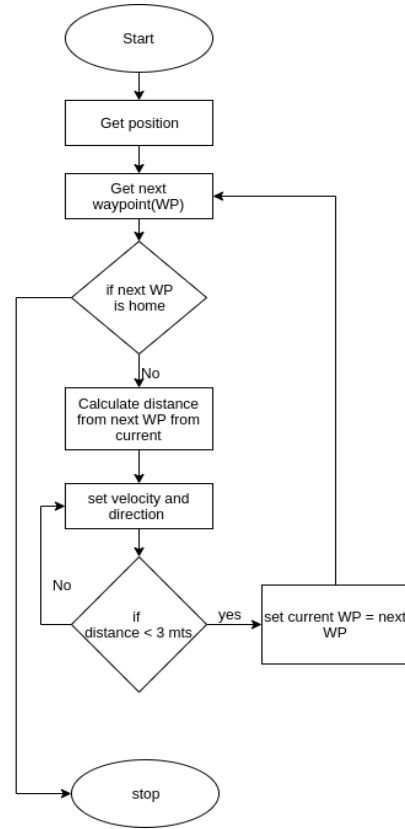 Start
Get position
Get next
waypoint(WP)
if next WP
is home
No
Calculate distance
from next WP from
current
set velocity and
direction
No
if
distance < 3 mts
yes
set current WP = next
WP
stop